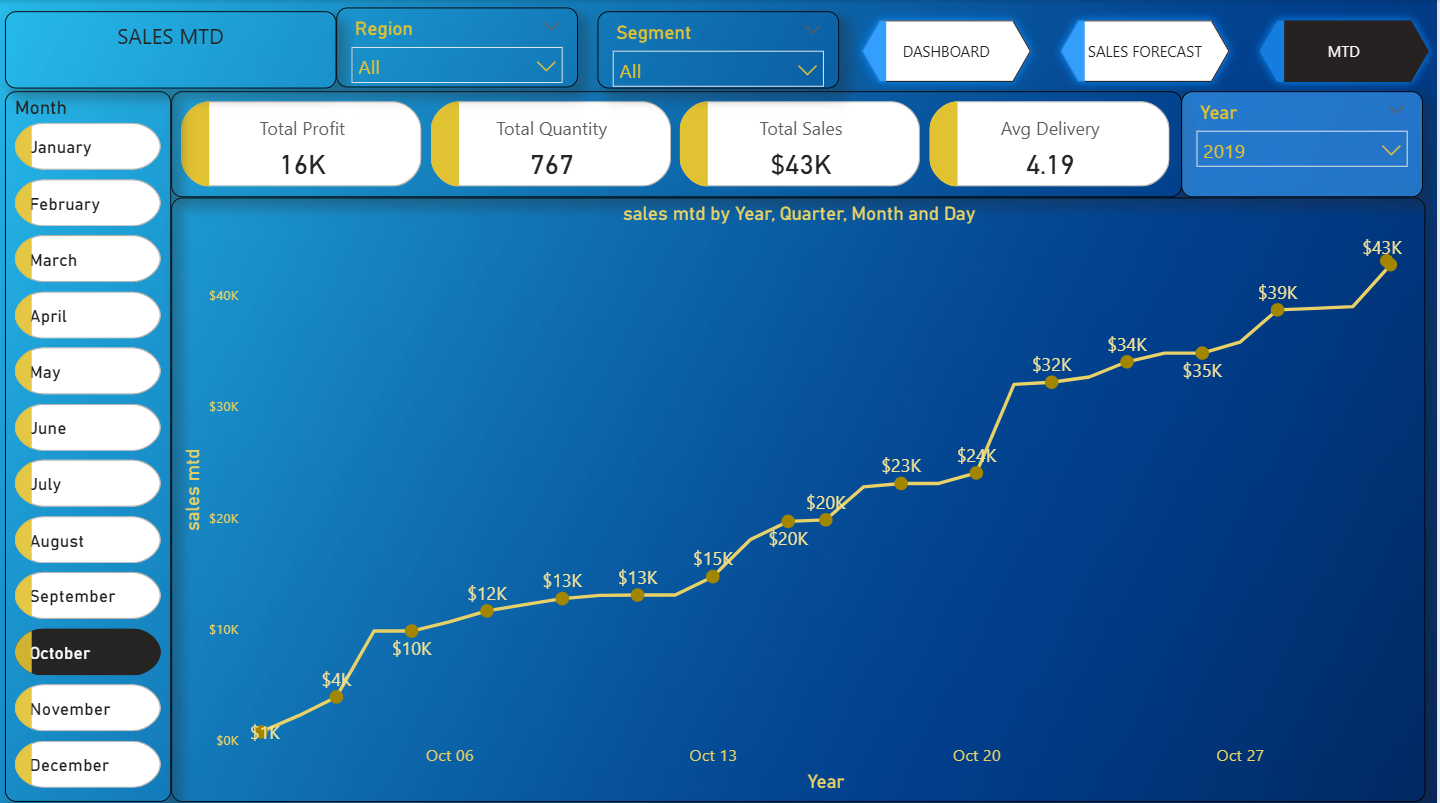 SALES MTD
Region
All
Segment
All
DASHBOARD
SALES FORECAST
MTD
Month
January
February
March
April
May
June
July
August
September
October
November
December
Total Profit
16K
Total Quantity
767
Total Sales
$43K
Avg Delivery
4.19
Year
2019
sales mtd by Year, Quarter, Month and Day
sales mtd
$40K
$30K
$20K
$10K
$0K
$1K
$4K
$10K
$12K
$13K
$13K
$15K
$20K
$20K
$23K
$24K
$32K
$34K
$35K
$39K
$43K
Oct 06
Oct 13
Oct 20
Oct 27
Year